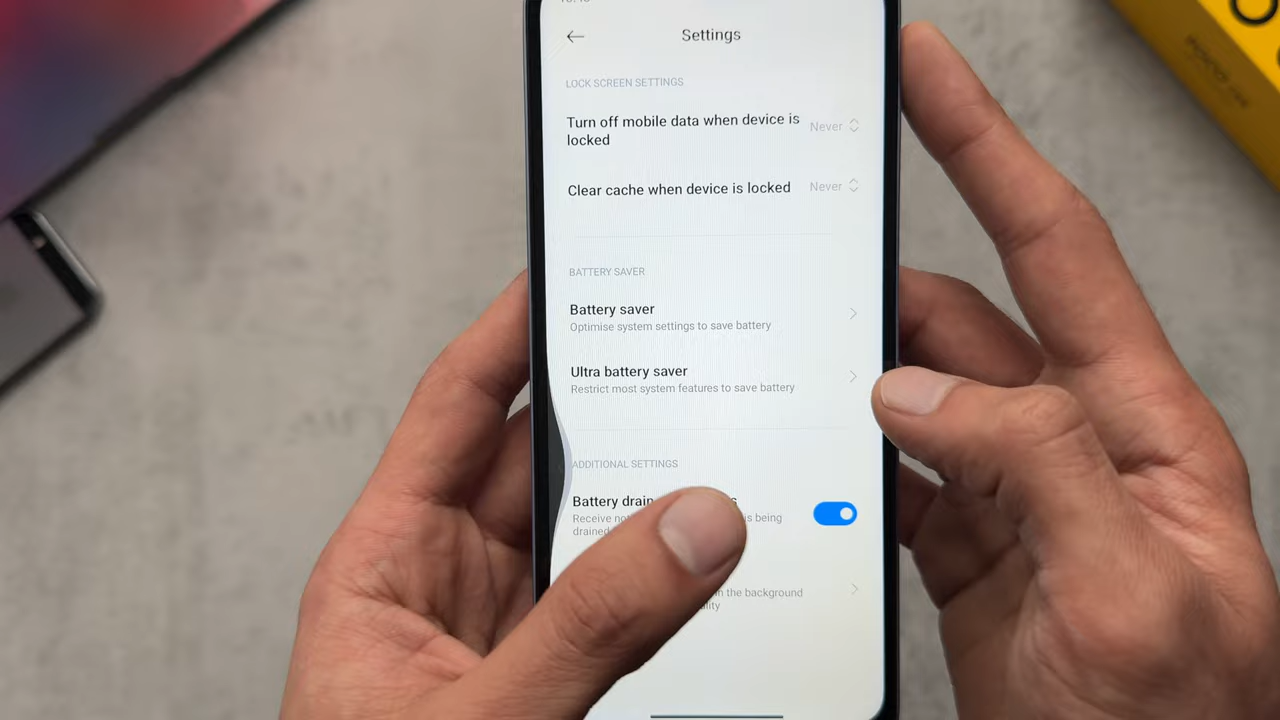 Settings
LOCK SCREEN SETTINGS
Turn off mobile data when device is
locked
Never
Clear cache when device is locked
Never
BATTERY SAVER
Battery saver
Optimise system settings to save battery
Ultra battery saver
Restrict most system features to save battery
ADDITIONAL SETTINGS
Battery drain
Receive
is being
drained
the background